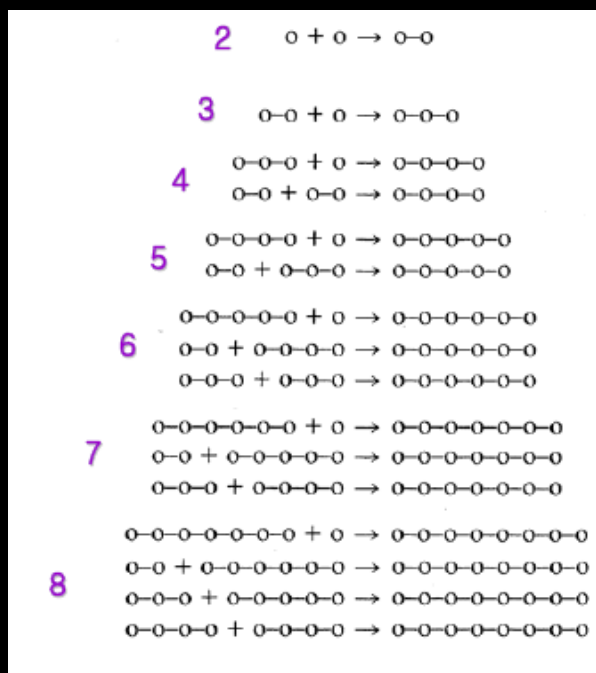 2 o + o → o-o
3 o-o + o → o-o-o
4
o-o-o + o → o-o-o-o
o-o + o-o → o-o-o-o
5
o-o-o-o + o → o-o-o-o-o
o-o + o-o-o → o-o-o-o-o
6
o-o-o-o-o + o → o-o-o-o-o-o
o-o + o-o-o-o → o-o-o-o-o-o
o-o-o + o-o-o → o-o-o-o-o-o
7
o-o-o-o-o-o + o → o-o-o-o-o-o-o
o-o + o-o-o-o-o → o-o-o-o-o-o-o
o-o-o + o-o-o-o → o-o-o-o-o-o-o
8
o-o-o-o-o-o-o + o → o-o-o-o-o-o-o-o
o-o + o-o-o-o-o-o → o-o-o-o-o-o-o-o
o-o-o + o-o-o-o-o → o-o-o-o-o-o-o-o
o-o-o-o + o-o-o-o → o-o-o-o-o-o-o-o